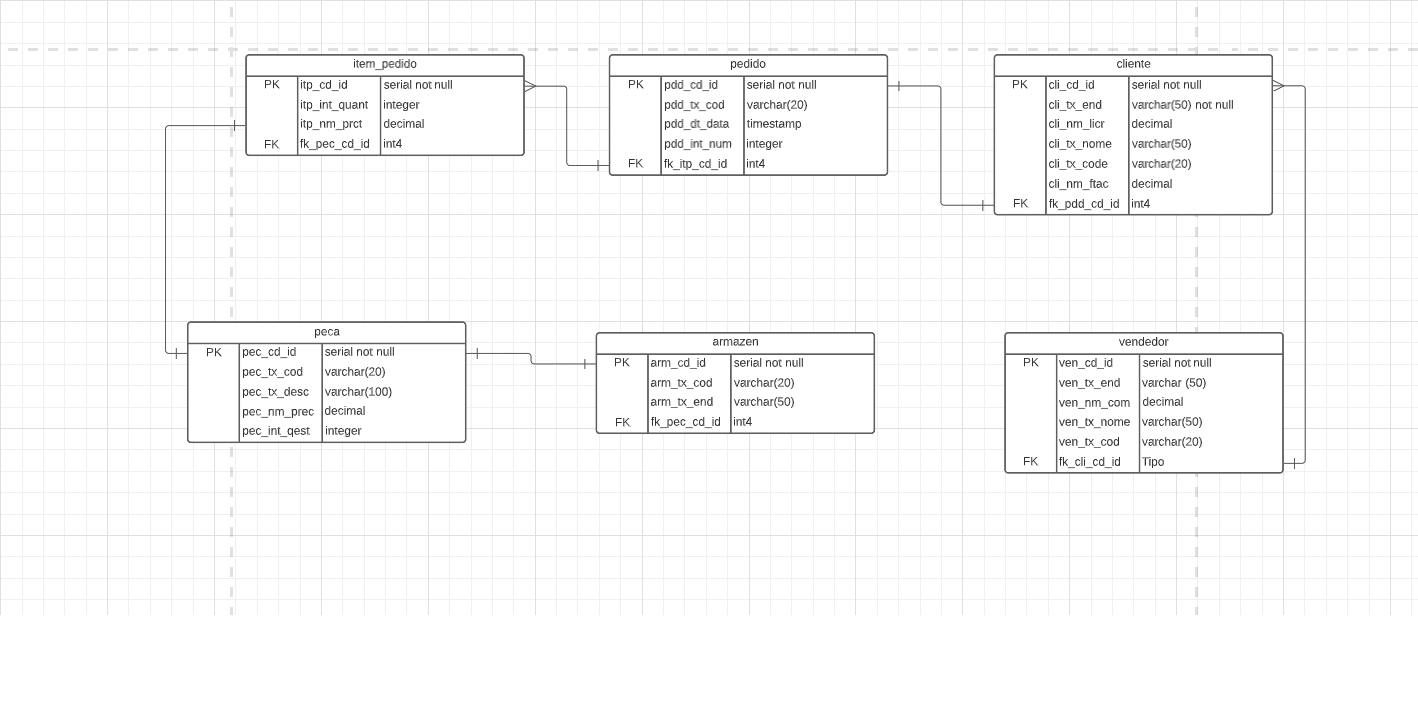 item_pedido
PK itp_cd_id serial not null
itp_int_quant integer
itp_nm_prct decimal
FK fk_pec_cd_id int4
pedido
PK pdd_cd_id serial not null
pdd_tx_cod varchar(20)
pdd_dt_data timestamp
pdd_int_num integer
FK fk_itp_cd_id int4
cliente
PK cli_cd_id serial not null
cli_tx_end varchar(50) not null
cli_nm_licr decimal
cli_tx_nome varchar(50)
cli_tx_code varchar(20)
cli_nm_ftac decimal
FK fk_pdd_cd_id int4
peca
PK pec_cd_id serial not null
pec_tx_cod varchar(20)
pec_tx_desc varchar(100)
pec_nm_prec decimal
pec_int_qest integer
armazen
PK arm_cd_id serial not null
arm_tx_cod varchar(20)
arm_tx_end varchar(50)
FK fk_pec_cd_id int4
vendedor
PK ven_cd_id serial not null
ven_tx_end varchar (50)
ven_nm_com decimal
ven_tx_nome varchar(50)
ven_tx_cod varchar(20)
FK fk_cli_cd_id Tipo